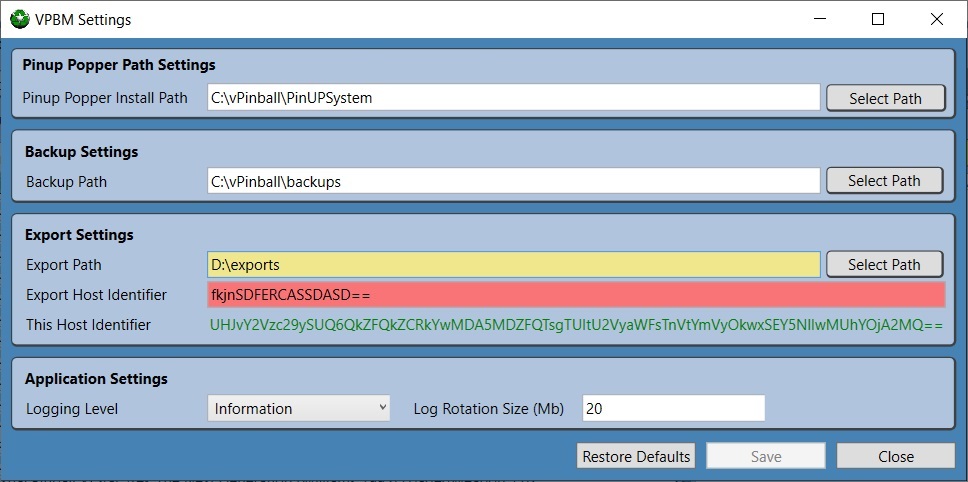 VPBM Settings
Pinup Popper Path Settings
Pinup Popper Install Path C:\vPinball\PinUPSystem Select Path
Backup Settings
Backup Path C:\vPinball\backups Select Path
Export Settings
Export Path D:\exports Select Path
Export Host Identifier fkjnSDFERCASSDASD==
This Host Identifier UHJvY2Vzc29ySUQ6QkZFQkZCRkYwMDA5MDZFQTsgTUItU2VyaWFsTnVtYmVyOkwxSEY5NIIwMUhYOjA2MQ==
Application Settings
Logging Level Information Log Rotation Size (Mb) 20
Restore Defaults Save Close